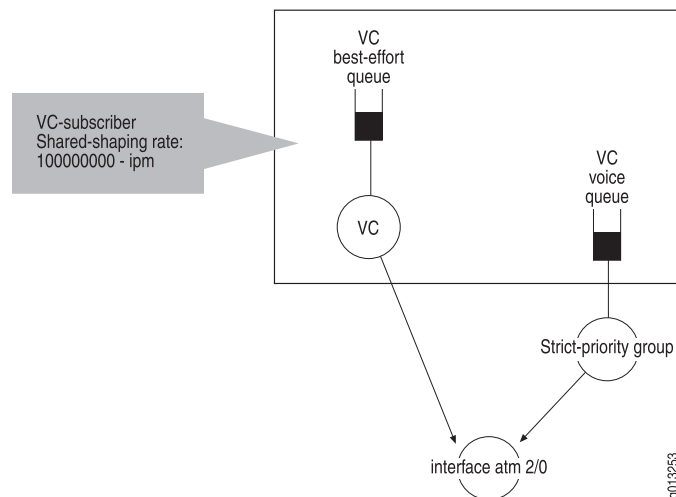 VC
best-effort
queue
VC-subscriber
Shared-shaping rate:
100000000 - ipm
VC
voice
queue
VC
Strict-priority group
interface atm 2/0
g013253